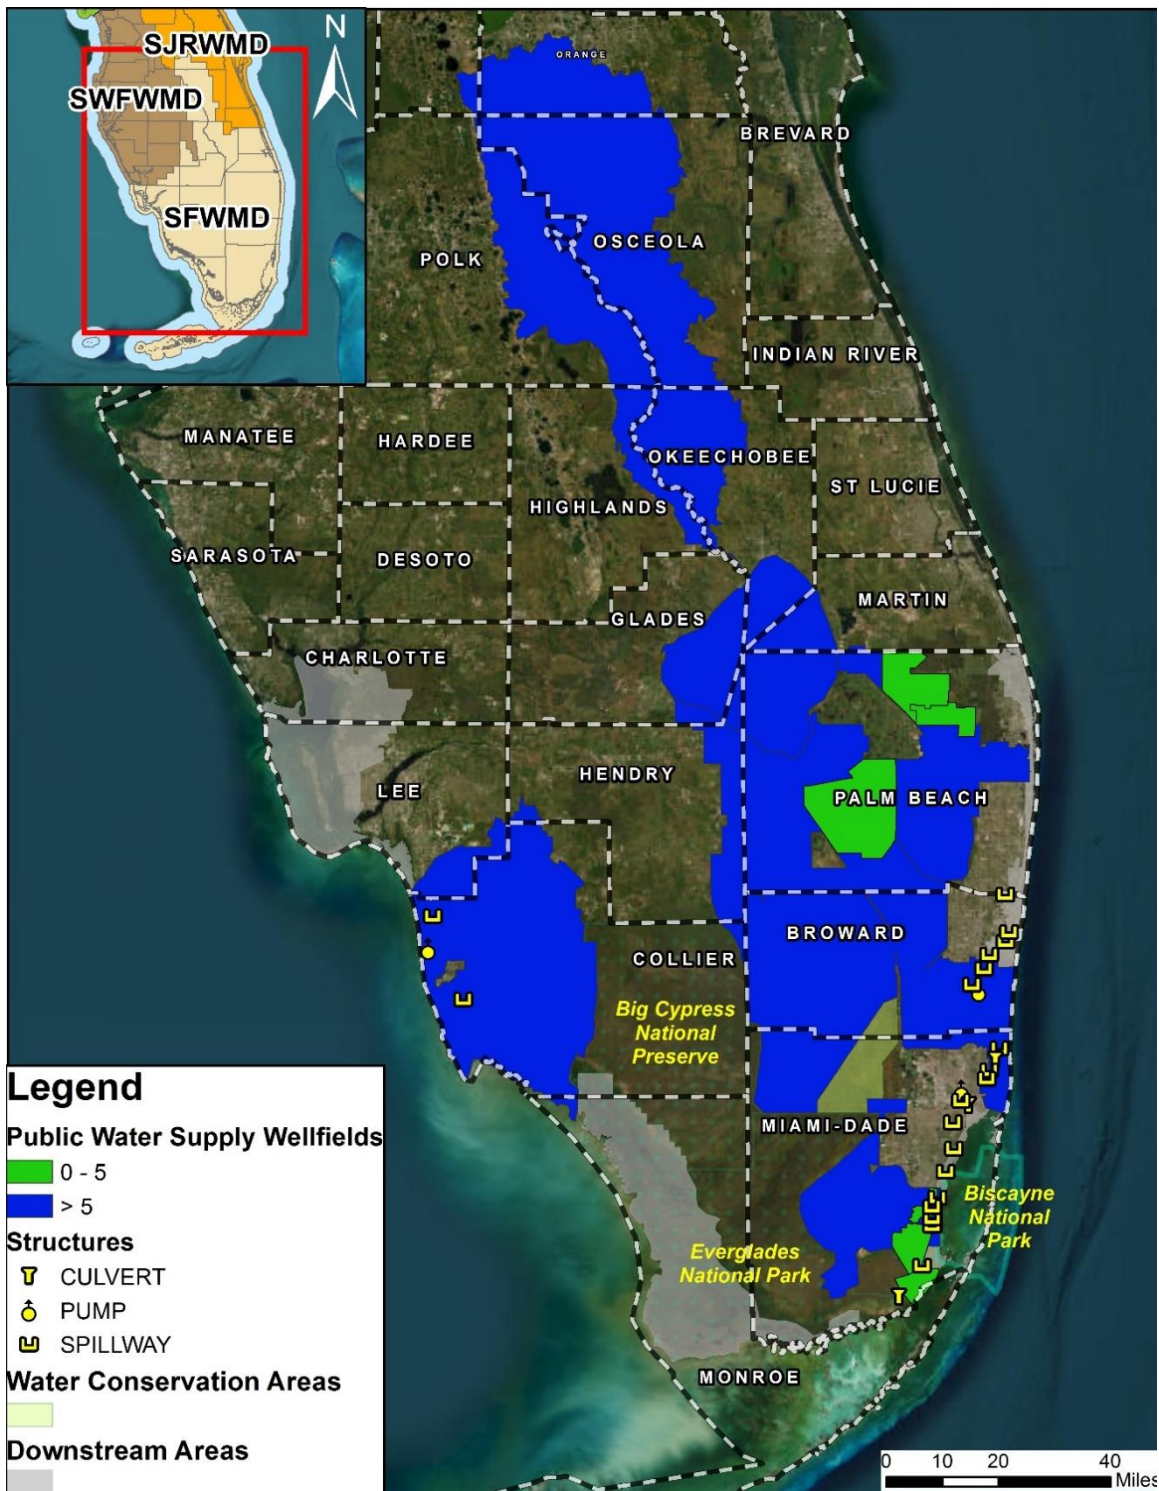 SJRWMD
N
SWFWMD
SFWMD
ORANGE
BREVARD
OSCEOLA
POLK
INDIAN RIVER
MANATEE
HARDEE
OKEECHOBEE
ST LUCIE
HIGHLANDS
SARASOTA
DESOTO
MARTIN
GLADES
CHARLOTTE
HENDRY
LEE
PALM BEACH
BROWARD
COLLIER
Big Cypress
National
Preserve
MIAMI-DADE
Biscayne
National
Park
Everglades
National Park
MONROE
Legend
Public Water Supply Wellfields
0 - 5
> 5
Structures
CULVERT
PUMP
SPILLWAY
Water Conservation Areas
Downstream Areas
0 10 20 40
Miles